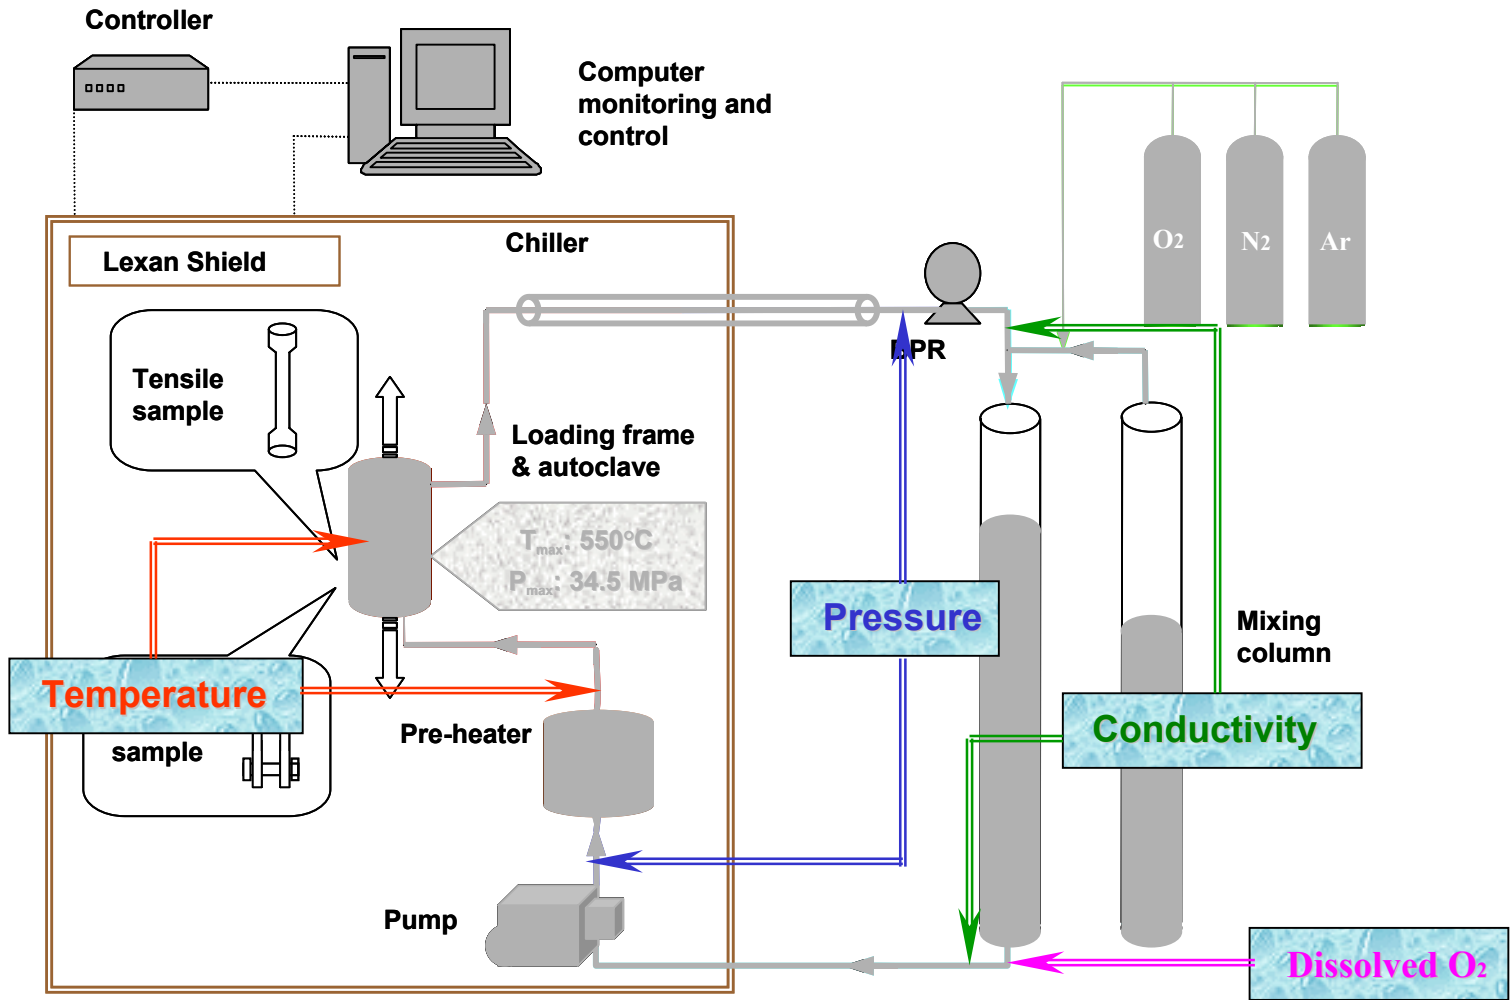 Controller
Computer
monitoring and
control
O2
N2
Ar
Chiller
Lexan Shield
BPR
Tensile
sample
Loading frame
& autoclave
Tmax: 550°C
Pmax: 34.5 MPa
Pressure
Mixing
column
Temperature
sample
Pre-heater
Conductivity
Pump
Dissolved O2